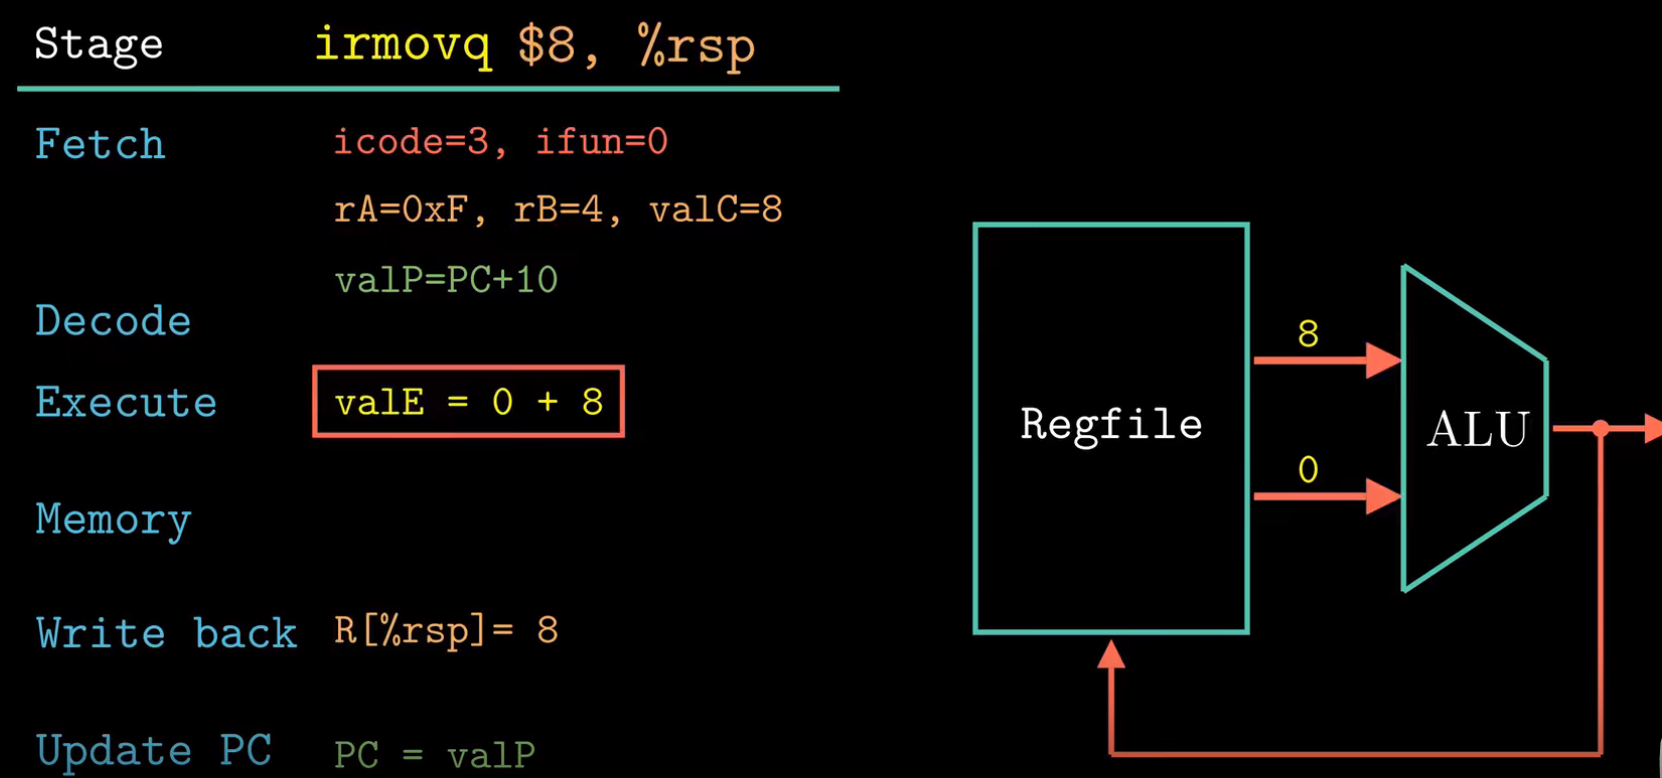 Stage irmovq $8, %rsp
Fetch icode=3, ifun=0
rA=0xF, rB=4, valC=8
valP=PC+10
Decode
Execute valE = 0 + 8
Memory
Write back R[%rsp]= 8
Update PC PC = valP
8
Regfile
ALU
0